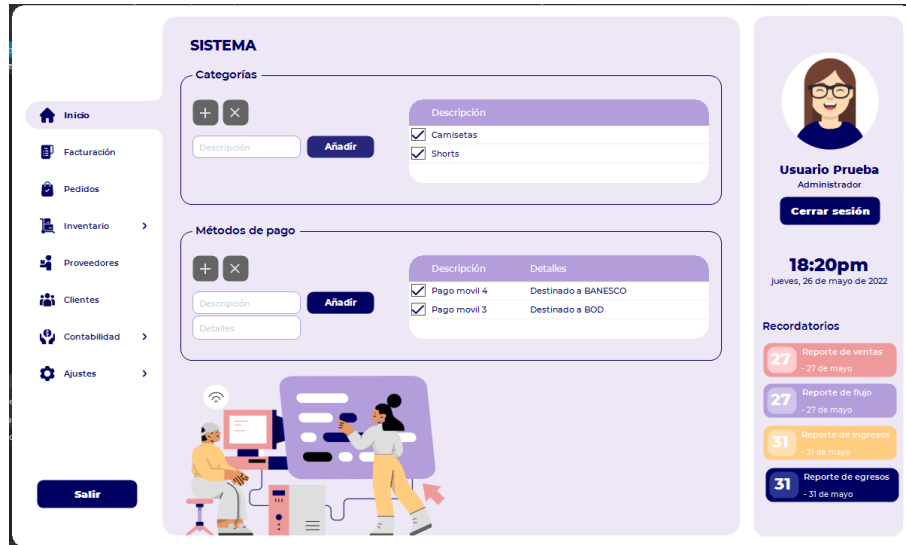 Inicio
Facturación
Pedidos
Inventario
Proveedores
Clientes
Contabilidad
Ajustes
Salir
SISTEMA
Categorías
Descripción
Añadir
Descripción
Camisetas
Shorts
Métodos de pago
Descripción
Añadir
Detalles
Descripción Detalles
Pago movil 4 Destinado a BANESCO
Pago movil 3 Destinado a BOD
Usuario Prueba
Administrador
Cerrar sesión
18:20pm
jueves, 26 de mayo de 2022
Recordatorios
27 Reporte de ventas
- 27 de mayo
27 Reporte de flujo
- 27 de mayo
31 Reporte de ingresos
- 31 de mayo
31 Reporte de egresos
- 31 de mayo